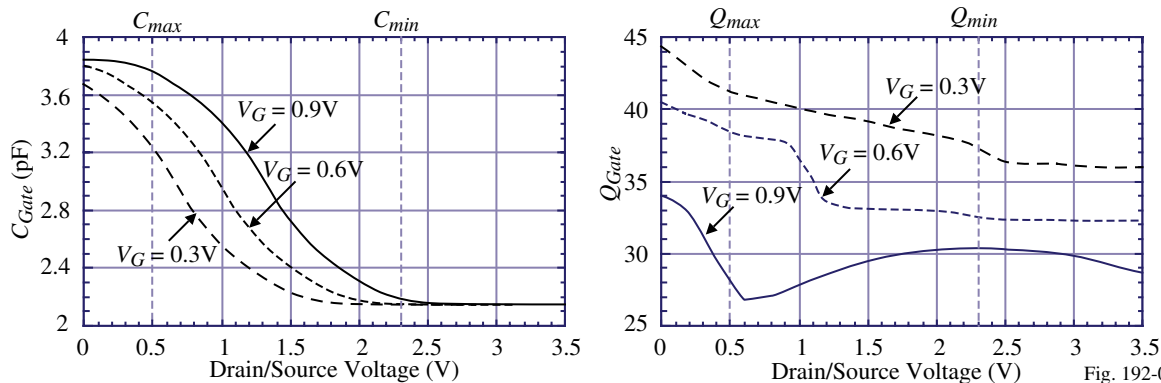 C_max C_min
4
3.6
3.2
2.8
2.4
2
C_Gate (pF)
V_G = 0.9V
V_G = 0.6V
V_G = 0.3V
0 0.5 1 1.5 2 2.5 3 3.5
Drain/Source Voltage (V)
Q_max Q_min
45
40
35
30
25
Q_Gate
V_G = 0.3V
V_G = 0.6V
V_G = 0.9V
0 0.5 1 1.5 2 2.5 3 3.5
Drain/Source Voltage (V)
Fig. 192-0